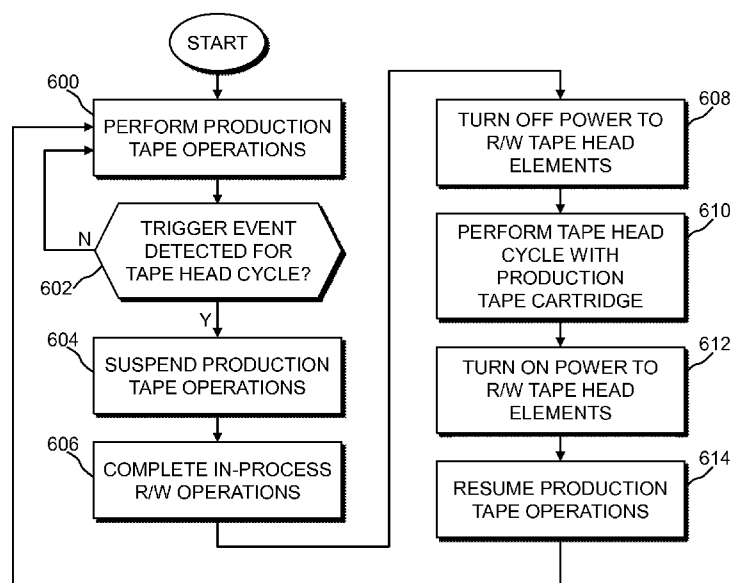 START
600
PERFORM PRODUCTION
TAPE OPERATIONS
TRIGGER EVENT
DETECTED FOR
TAPE HEAD CYCLE?
N
602
Y
604
SUSPEND PRODUCTION
TAPE OPERATIONS
606
COMPLETE IN-PROCESS
R/W OPERATIONS
608
TURN OFF POWER TO
R/W TAPE HEAD
ELEMENTS
610
PERFORM TAPE HEAD
CYCLE WITH
PRODUCTION
TAPE CARTRIDGE
612
TURN ON POWER TO
R/W TAPE HEAD
ELEMENTS
614
RESUME PRODUCTION
TAPE OPERATIONS